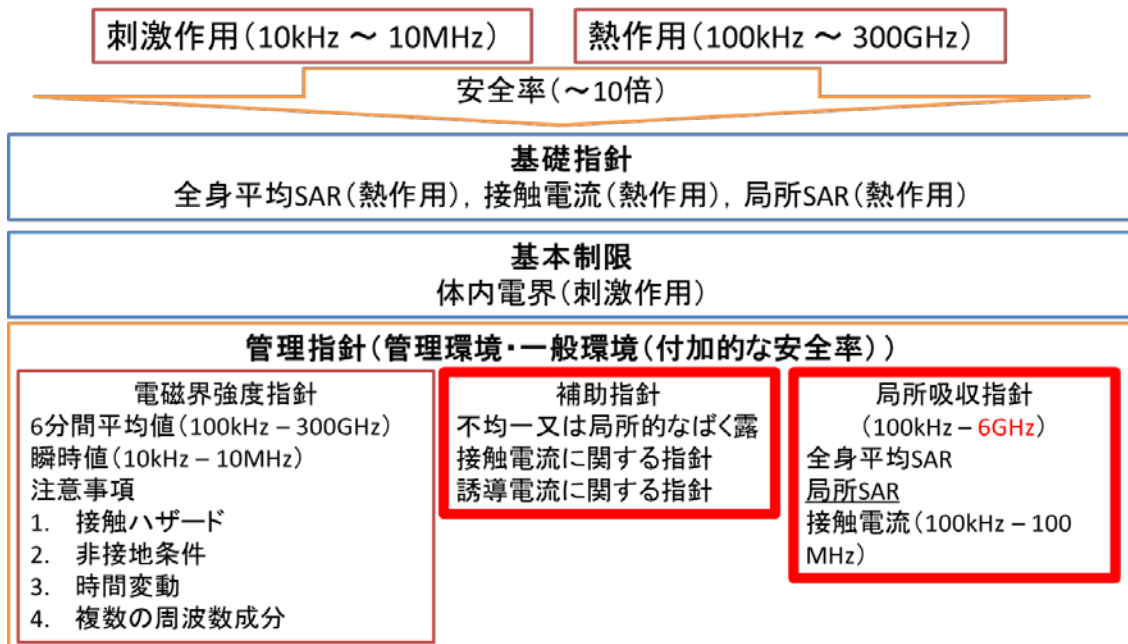 刺激作用(10kHz ～ 10MHz)
熱作用(100kHz ～ 300GHz)
安全率(～10倍)
基礎指針
全身平均SAR(熱作用), 接触電流(熱作用), 局所SAR(熱作用)
基本制限
体内電界(刺激作用)
管理指針(管理環境・一般環境(付加的な安全率))
電磁界強度指針
6分間平均値(100kHz – 300GHz)
瞬時値(10kHz – 10MHz)
注意事項
1. 接触ハザード
2. 非接地条件
3. 時間変動
4. 複数の周波数成分
補助指針
不均一又は局所的なばく露
接触電流に関する指針
誘導電流に関する指針
局所吸収指針
(100kHz – 6GHz)
全身平均SAR
局所SAR
接触電流(100kHz – 100
MHz)